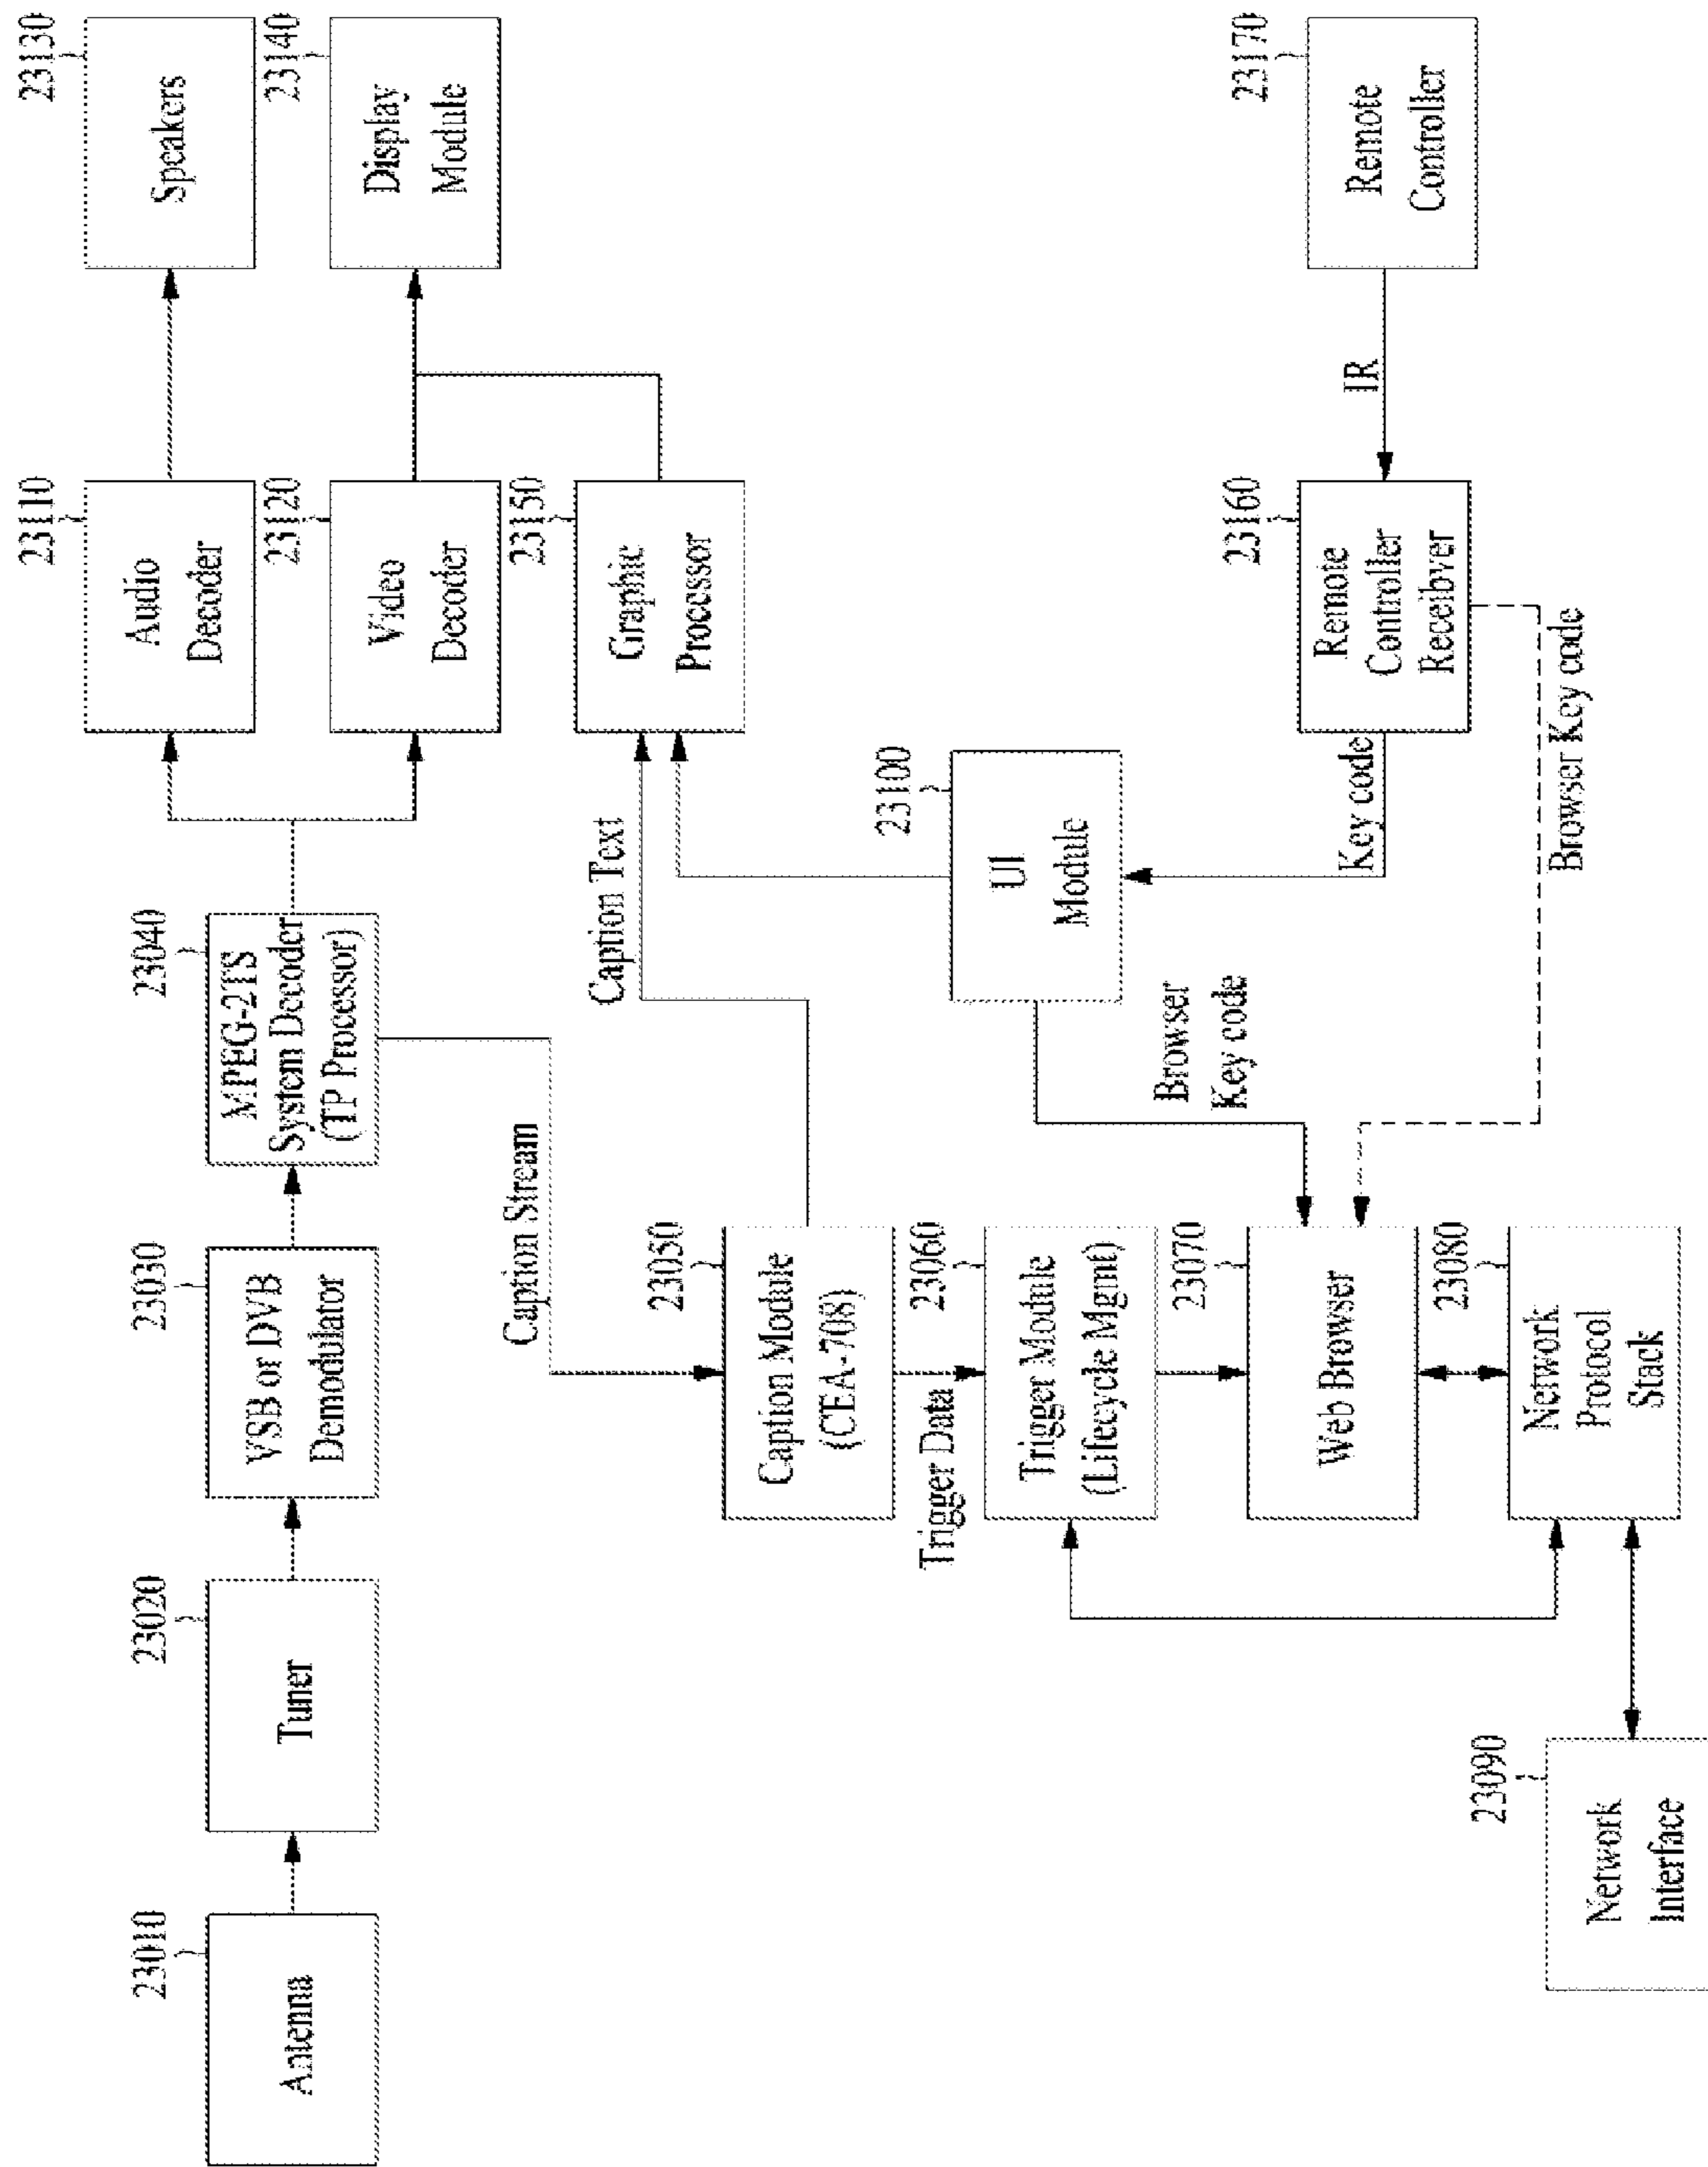 23010
Antenna
23020
Tuner
23030
VSB or DVB
Demodulator
23040
MPEG-2TS
System Decoder
(TP Processor)
23110
Audio
Decoder
23130
Speakers
23120
Video
Decoder
23140
Display
Module
23150
Graphic
Processor
Caption Stream
Caption Text
23050
Caption Module
(CEA-708)
Trigger Data
23060
Trigger Module
(Lifecycle Mgmt)
23070
Web Browser
23080
Network
Protocol
Stack
23090
Network
Interface
23100
UI
Module
Browser
Key code
Key code
23160
Remote
Controller
Receibver
Browser Key code
IR
23170
Remote
Controller